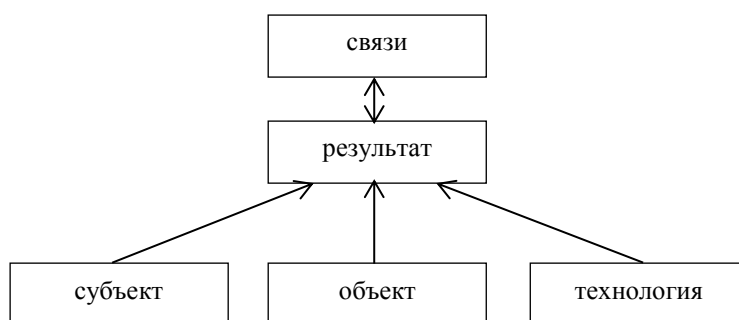 связи
результат
субъект
объект
технология